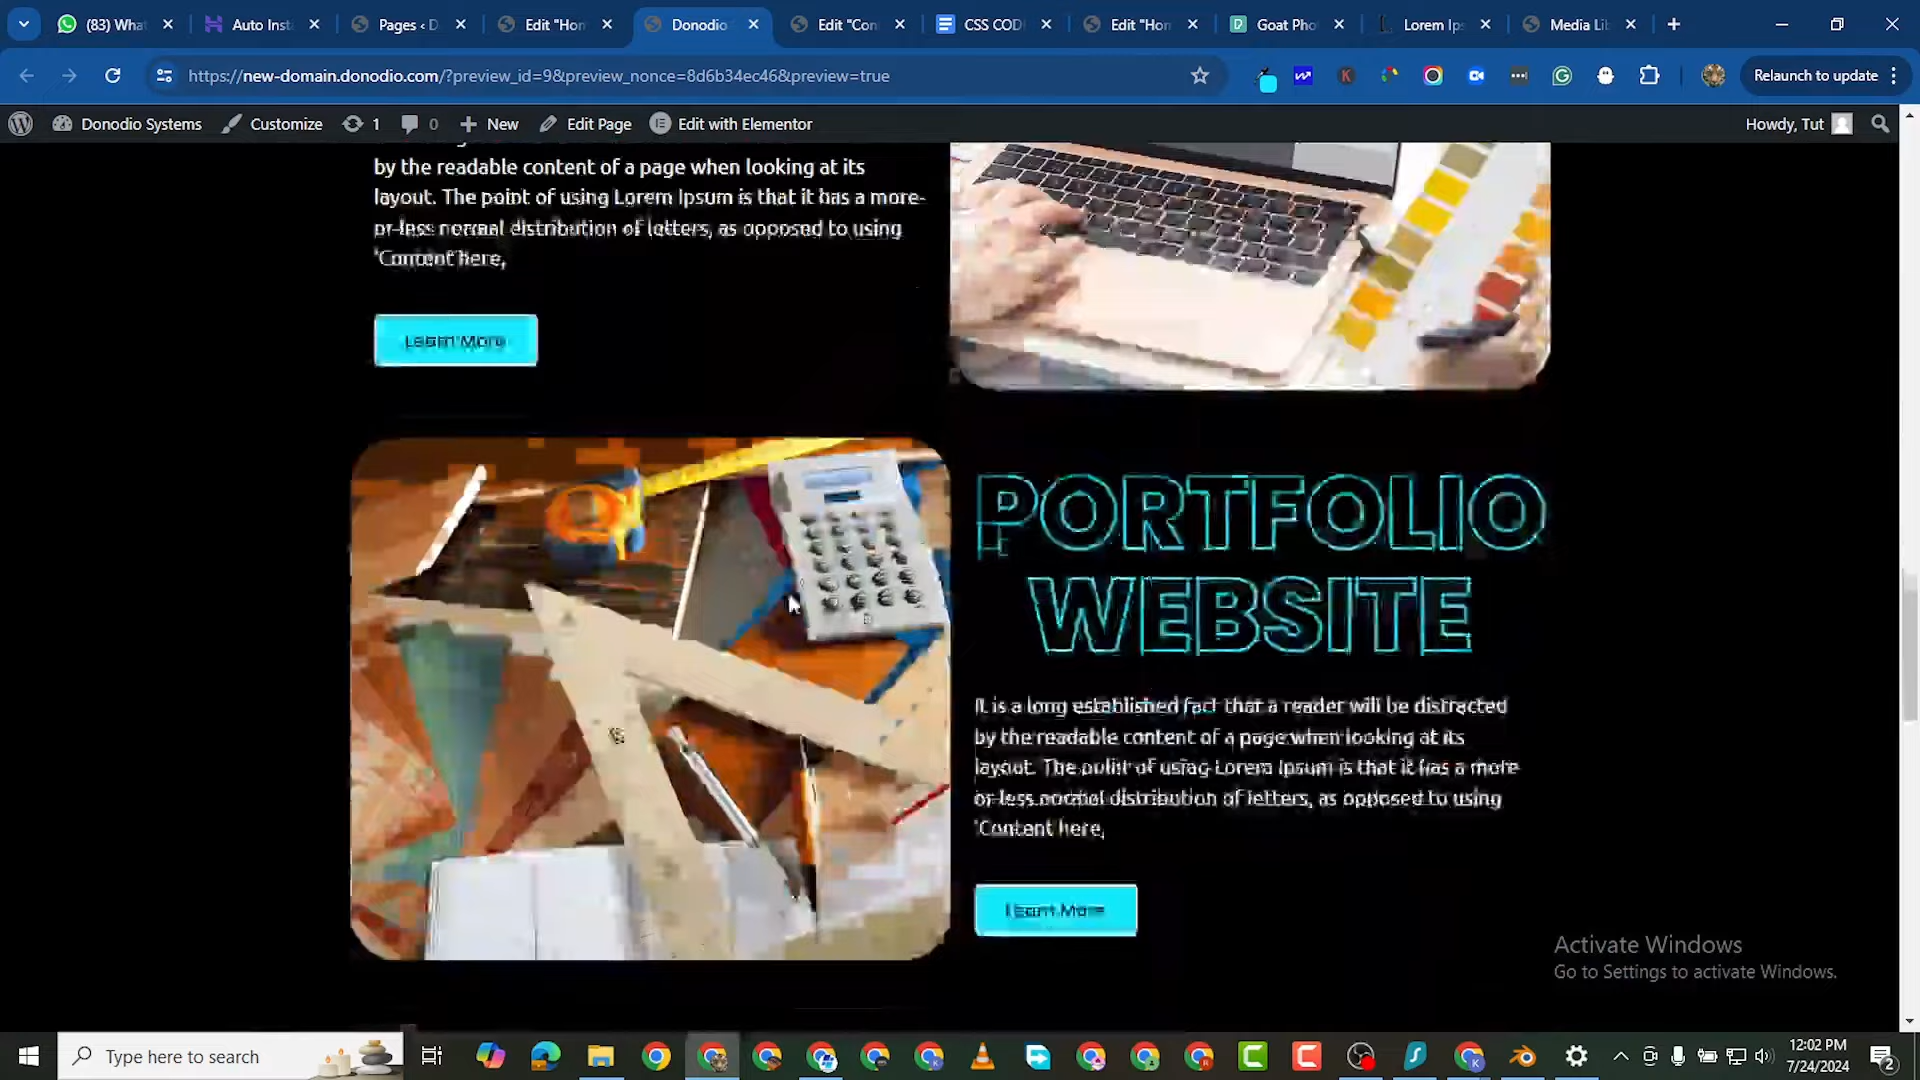 (83) What
Auto Inst
Pages ‹ D
Edit "Hon
Donodio
Edit "Con
CSS COD
Edit "Hon
Goat Pho
Lorem Ips
Media Lib
https://new-domain.donodio.com/?preview_id=9&preview_nonce=8d6b34ec46&preview=true
Relaunch to update
Donodio Systems
Customize
1
0
New
Edit Page
Edit with Elementor
Howdy, Tut
by the readable content of a page when looking at its
layout. The point of using Lorem Ipsum is that it has a more-
or-less normal distribution of letters, as opposed to using
'Content here,
Learn More
PORTFOLIO
WEBSITE
It is a long established fact that a reader will be distracted
by the readable content of a page when looking at its
layout. The point of using Lorem Ipsum is that it has a more-
or-less normal distribution of letters, as opposed to using
'Content here,
Learn More
Activate Windows
Go to Settings to activate Windows.
Type here to search
12:02 PM
7/24/2024
2